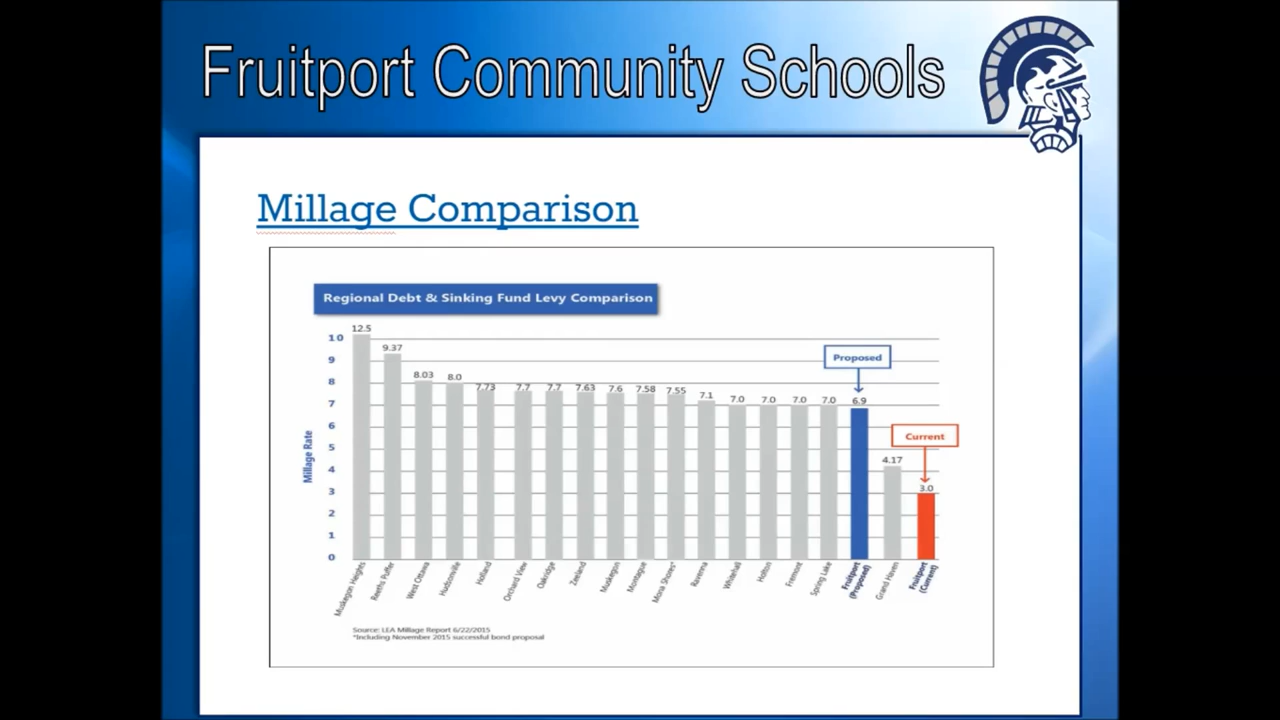 Fruitport Community Schools
Millage Comparison
Regional Debt & Sinking Fund Levy Comparison
Millage Rate
10
9
8
7
6
5
4
3
2
1
0
12.5
9.37
8.03
8.0
7.73
7.7
7.7
7.63
7.6
7.58
7.55
7.1
7.0
7.0
7.0
7.0
Proposed
6.9
4.17
Current
3.0
Muskegon Heights
Reeths Puffer
West Ottawa
Hudsonville
Holland
Orchard View
Oakridge
Zeeland
Muskegon
Montague
Mona Shores*
Ravenna
Whitehall
Holton
Fremont
Spring Lake
Fruitport
(Proposed)
Grand Haven
Fruitport
(Current)
Source: LEA Millage Report 6/22/2015
*Including November 2015 successful bond proposal